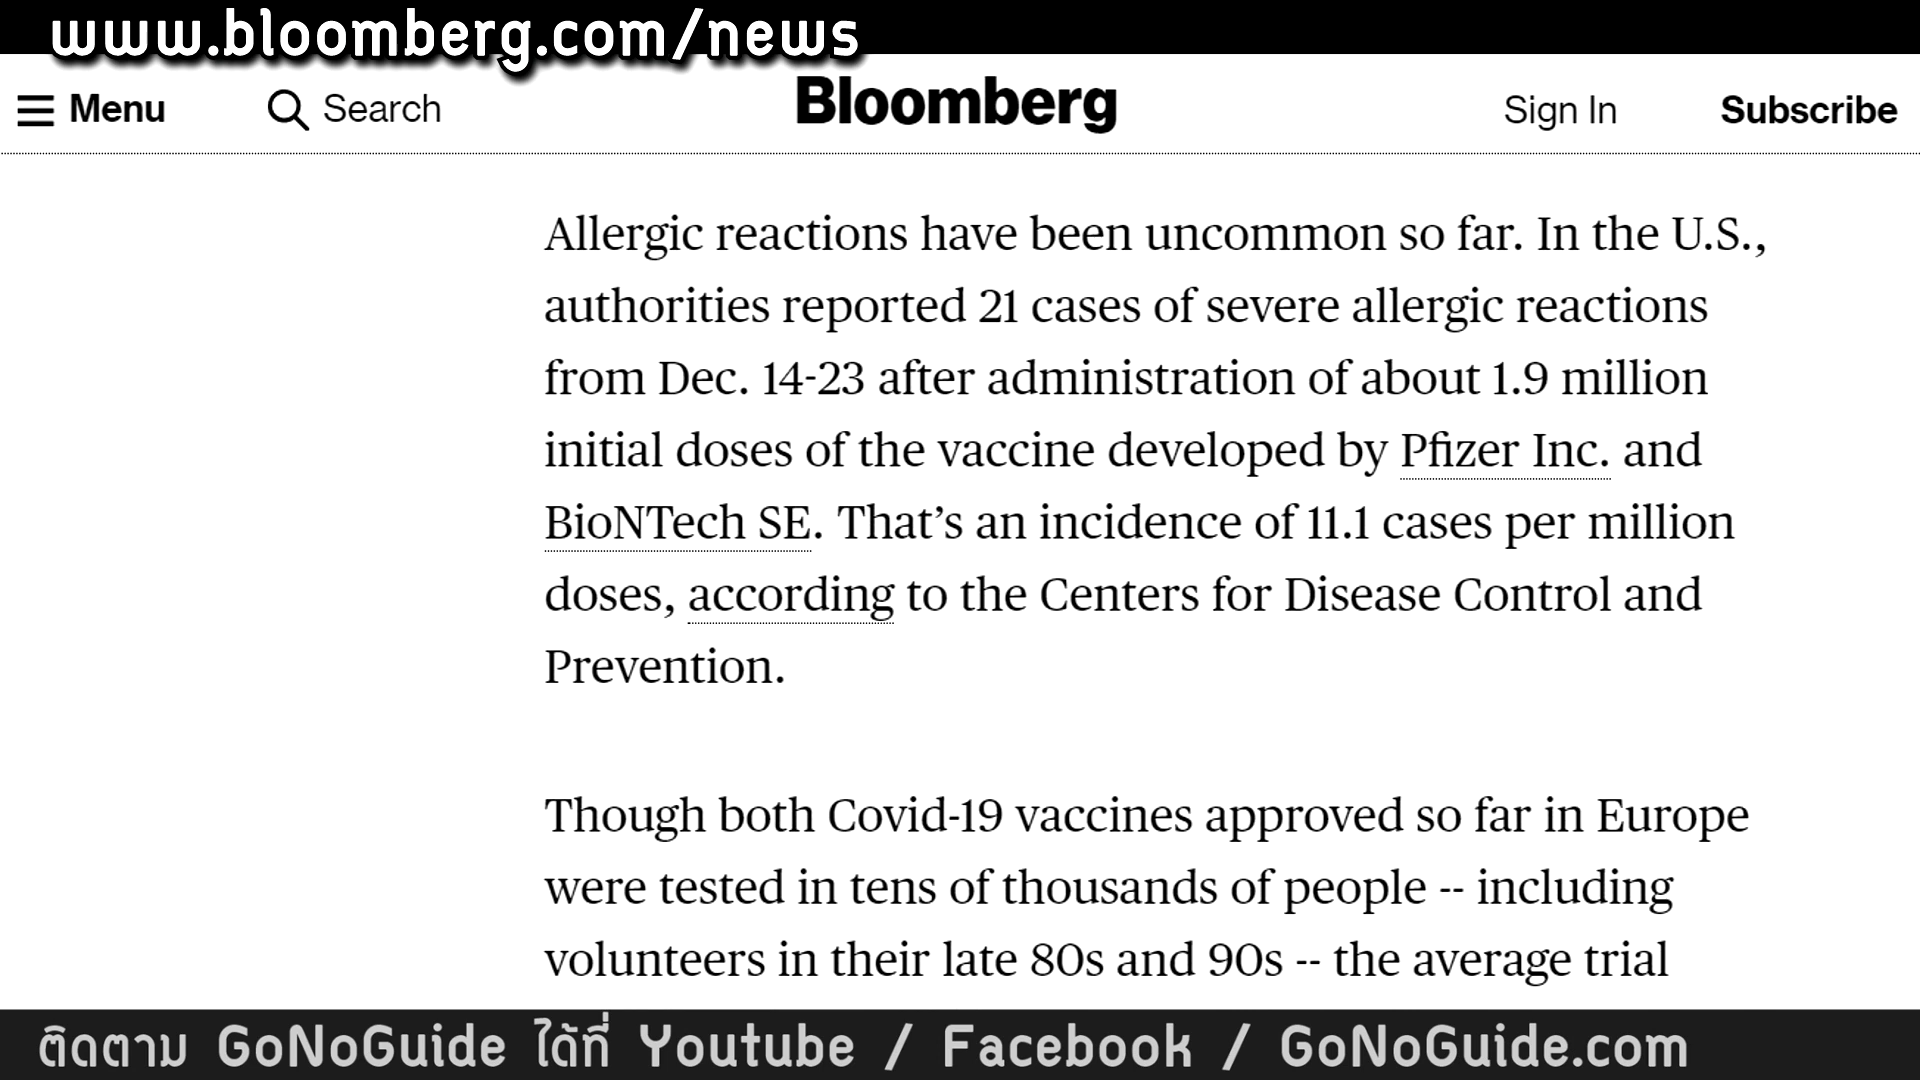 www.bloomberg.com/news
Menu Search Bloomberg Sign In Subscribe
Allergic reactions have been uncommon so far. In the U.S.,
authorities reported 21 cases of severe allergic reactions
from Dec. 14-23 after administration of about 1.9 million
initial doses of the vaccine developed by Pfizer Inc. and
BioNTech SE. That’s an incidence of 11.1 cases per million
doses, according to the Centers for Disease Control and
Prevention.
Though both Covid-19 vaccines approved so far in Europe
were tested in tens of thousands of people -- including
volunteers in their late 80s and 90s -- the average trial
ติดตาม GoNoGuide ได้ที่ Youtube / Facebook / GoNoGuide.com